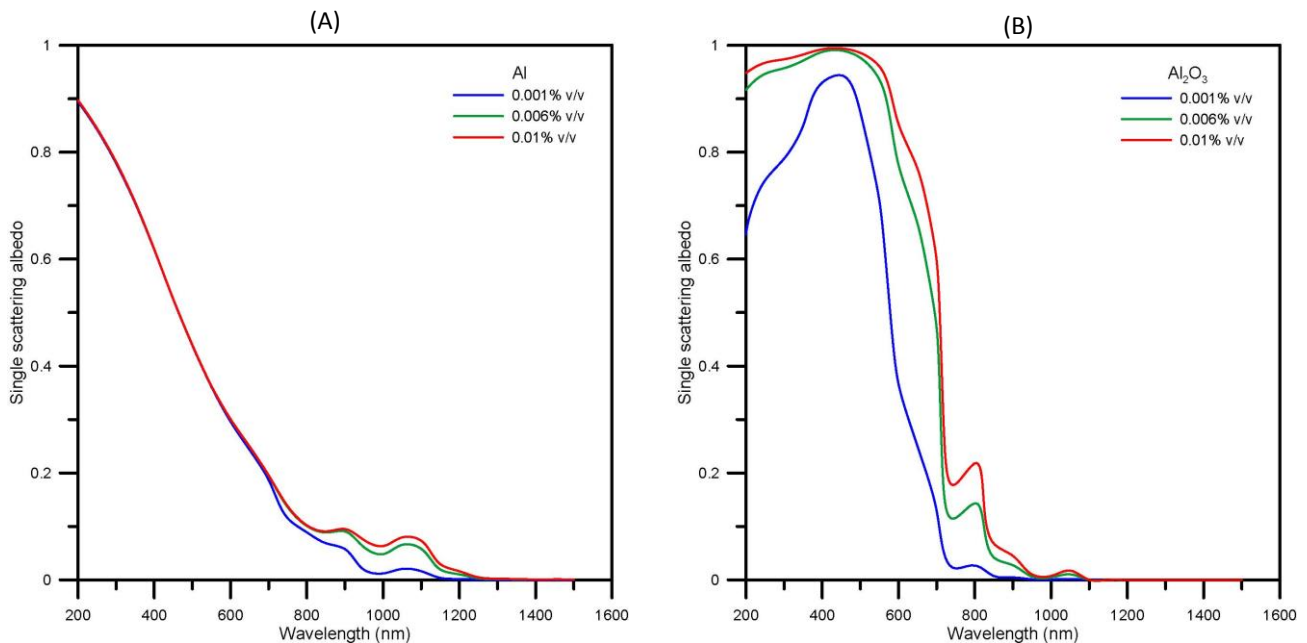 (A)
1
0.8
0.6
0.4
0.2
0
Single scattering albedo
Al
0.001% v/v
0.006% v/v
0.01% v/v
200 400 600 800 1000 1200 1400 1600
Wavelength (nm)
(B)
1
0.8
0.6
0.4
0.2
0
Single scattering albedo
Al₂O₃
0.001% v/v
0.006% v/v
0.01% v/v
200 400 600 800 1000 1200 1400 1600
Wavelength (nm)